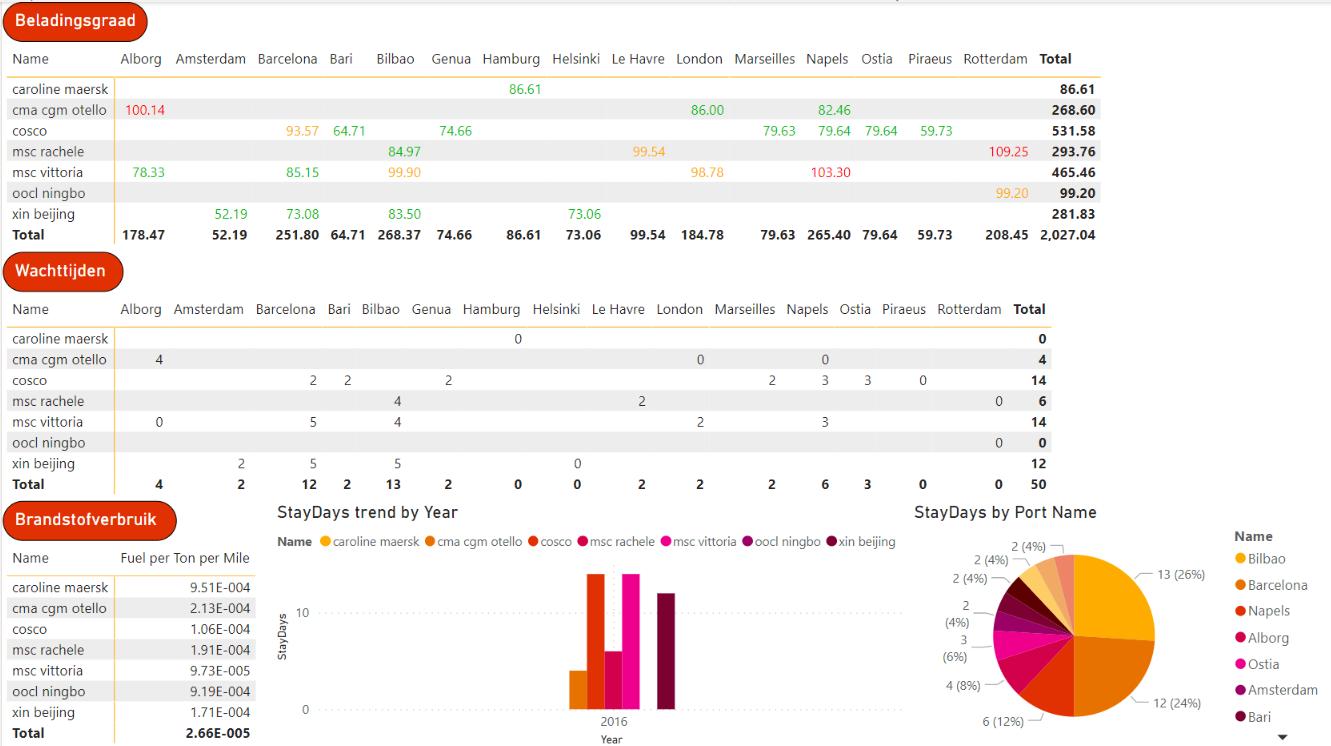 Beladingsgraad
Name Alborg Amsterdam Barcelona Bari Bilbao Genua Hamburg Helsinki Le Havre London Marseilles Napels Ostia Piraeus Rotterdam Total
caroline maersk 86.61 86.61
cma cgm otello 100.14 86.00 82.46 268.60
cosco 93.57 64.71 74.66 79.63 79.64 79.64 59.73 531.58
msc rachele 84.97 99.54 109.25 293.76
msc vittoria 78.33 85.15 99.90 98.78 103.30 465.46
oocl ningbo 99.20 99.20
xin beijing 52.19 73.08 83.50 73.06 281.83
Total 178.47 52.19 251.80 64.71 268.37 74.66 86.61 73.06 99.54 184.78 79.63 265.40 79.64 59.73 208.45 2,027.04
Wachttijden
Name Alborg Amsterdam Barcelona Bari Bilbao Genua Hamburg Helsinki Le Havre London Marseilles Napels Ostia Piraeus Rotterdam Total
caroline maersk 0 0
cma cgm otello 4 0 0 4
cosco 2 2 2 2 3 3 0 14
msc rachele 4 2 0 6
msc vittoria 0 5 4 2 3 14
oocl ningbo 0 0
xin beijing 2 5 5 0 12
Total 4 2 12 2 13 2 0 0 2 2 2 6 3 0 0 50
Brandstofverbruik
Name Fuel per Ton per Mile
caroline maersk 9.51E-004
cma cgm otello 2.13E-004
cosco 1.06E-004
msc rachele 1.91E-004
msc vittoria 9.73E-005
oocl ningbo 9.19E-004
xin beijing 1.71E-004
Total 2.66E-005
StayDays trend by Year
Name caroline maersk cma cgm otello cosco msc rachele msc vittoria oocl ningbo xin beijing
StayDays
10
0
2016
Year
StayDays by Port Name
2 (4%)
2 (4%)
2 (4%)
2
(4%)
3
(6%)
4 (8%)
6 (12%)
13 (26%)
12 (24%)
Name
Bilbao
Barcelona
Napels
Alborg
Ostia
Amsterdam
Bari